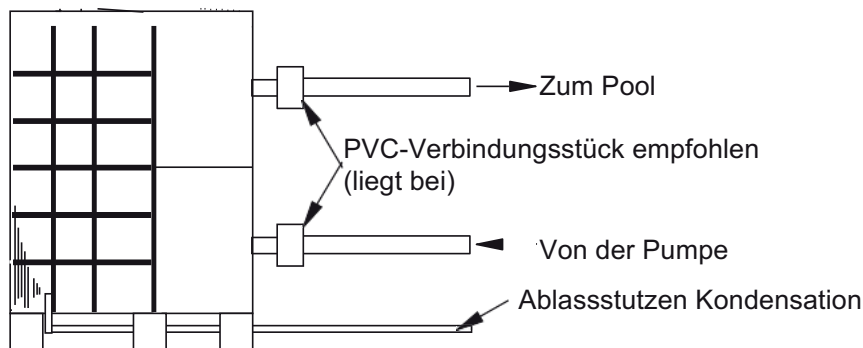 Zum Pool
PVC-Verbindungsstück empfohlen
(liegt bei)
Von der Pumpe
Ablassstutzen Kondensation